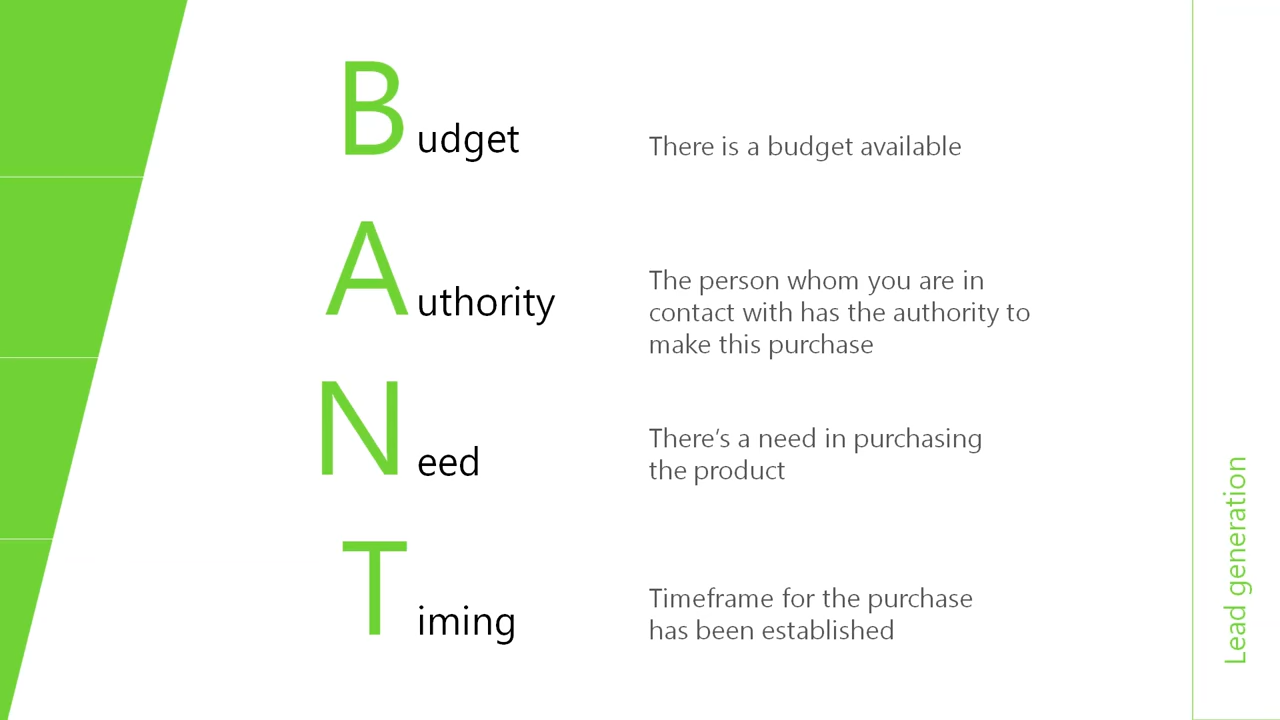 Budget
There is a budget available
Authority
The person whom you are in
contact with has the authority to
make this purchase
Need
There's a need in purchasing
the product
Timing
Timeframe for the purchase
has been established
Lead generation